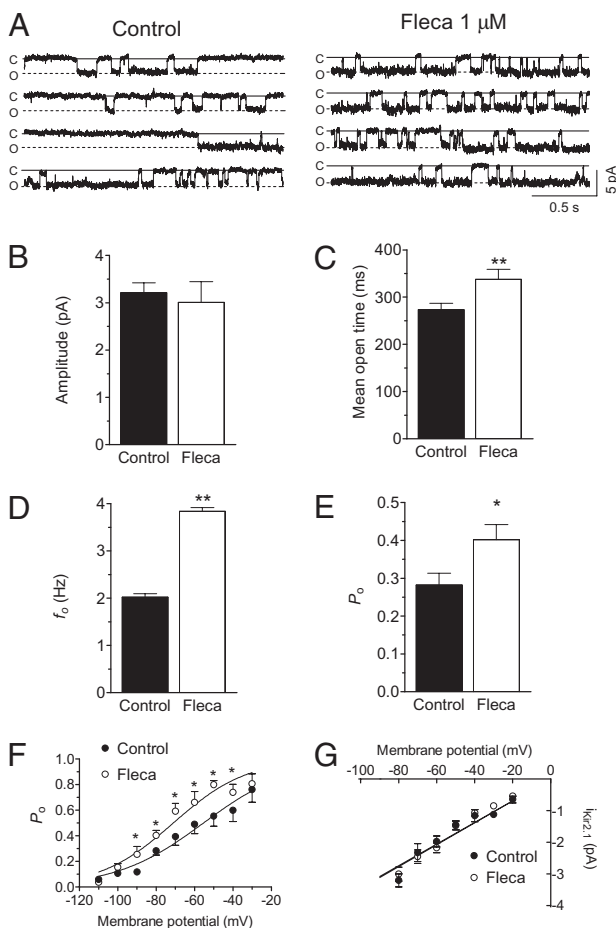 A
Control
Fleca 1 μM
C
O
C
O
C
O
C
O
C
O
C
O
C
O
C
O
5 pA
0.5 s
B
Amplitude (pA)
4
3
2
1
0
Control Fleca
C
Mean open time (ms)
400
300
200
100
0
**
Control Fleca
D
fo (Hz)
4
3
2
1
0
**
Control Fleca
E
Po
0.5
0.4
0.3
0.2
0.1
0.0
*
Control Fleca
F
Control
Fleca
Po
1.0
0.8
0.6
0.4
0.2
0.0
* * * * * *
-120 -100 -80 -60 -40 -20
Membrane potential (mV)
G
Membrane potential (mV)
-100 -80 -60 -40 -20 0
-1
-2
-3
-4
iKir2.1 (pA)
Control
Fleca